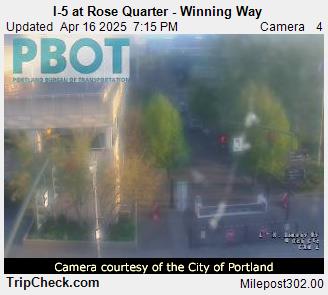 I-5 at Rose Quarter - Winning Way
Updated Apr 16 2025 7:15 PM Camera 4
PBOT
PORTLAND BUREAU OF TRANSPORTATION
Camera courtesy of the City of Portland
TripCheck.com Milepost302.00